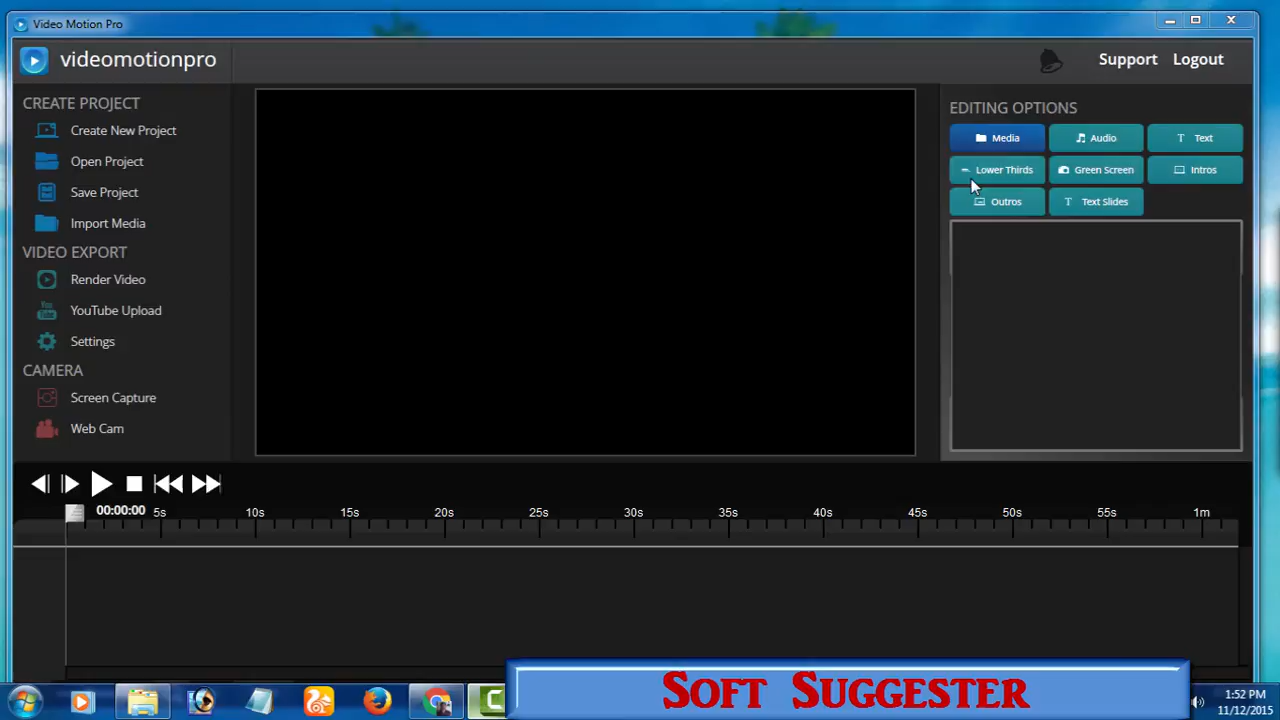 Video Motion Pro
videomotionpro
Support
Logout
CREATE PROJECT
Create New Project
Open Project
Save Project
Import Media
VIDEO EXPORT
Render Video
YouTube Upload
Settings
CAMERA
Screen Capture
Web Cam
EDITING OPTIONS
Media
Audio
T Text
Lower Thirds
Green Screen
Intros
Outros
T Text Slides
00:00:00 5s 10s 15s 20s 25s 30s 35s 40s 45s 50s 55s 1m
SOFT SUGGESTER
1:52 PM
11/12/2015